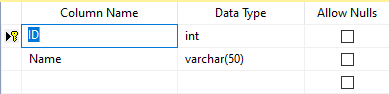 Column Name Data Type Allow Nulls
ID int
Name varchar(50)